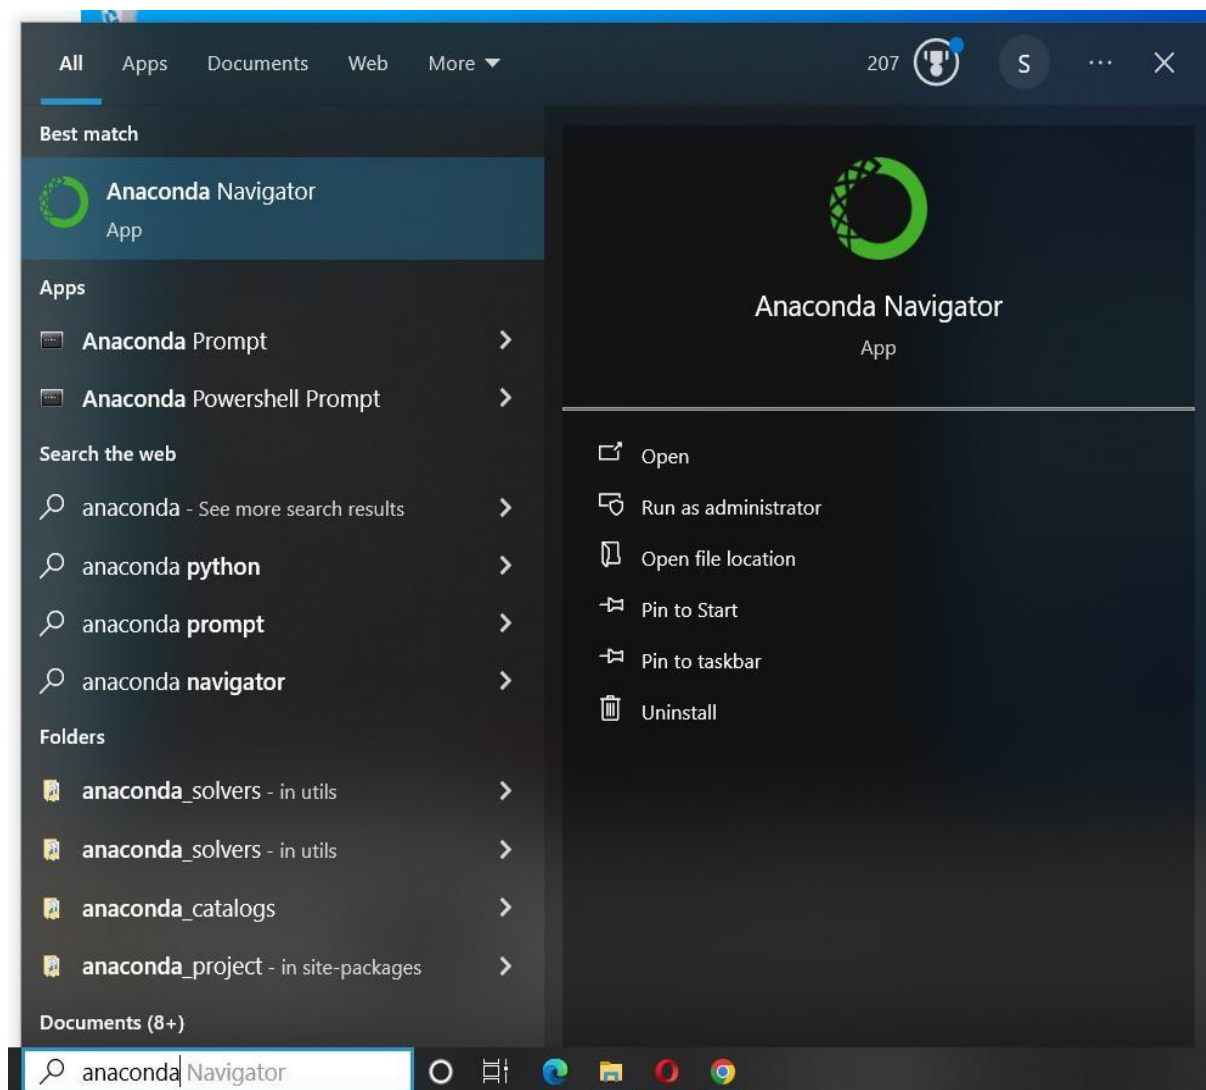 All Apps Documents Web More 207 S ...
Best match
Anaconda Navigator
App
Apps
Anaconda Prompt
Anaconda Powershell Prompt
Search the web
anaconda - See more search results
anaconda python
anaconda prompt
anaconda navigator
Folders
anaconda_solvers - in utils
anaconda_solvers - in utils
anaconda_catalogs
anaconda_project - in site-packages
Documents (8+)
anaconda Navigator
Anaconda Navigator
App
Open
Run as administrator
Open file location
Pin to Start
Pin to taskbar
Uninstall